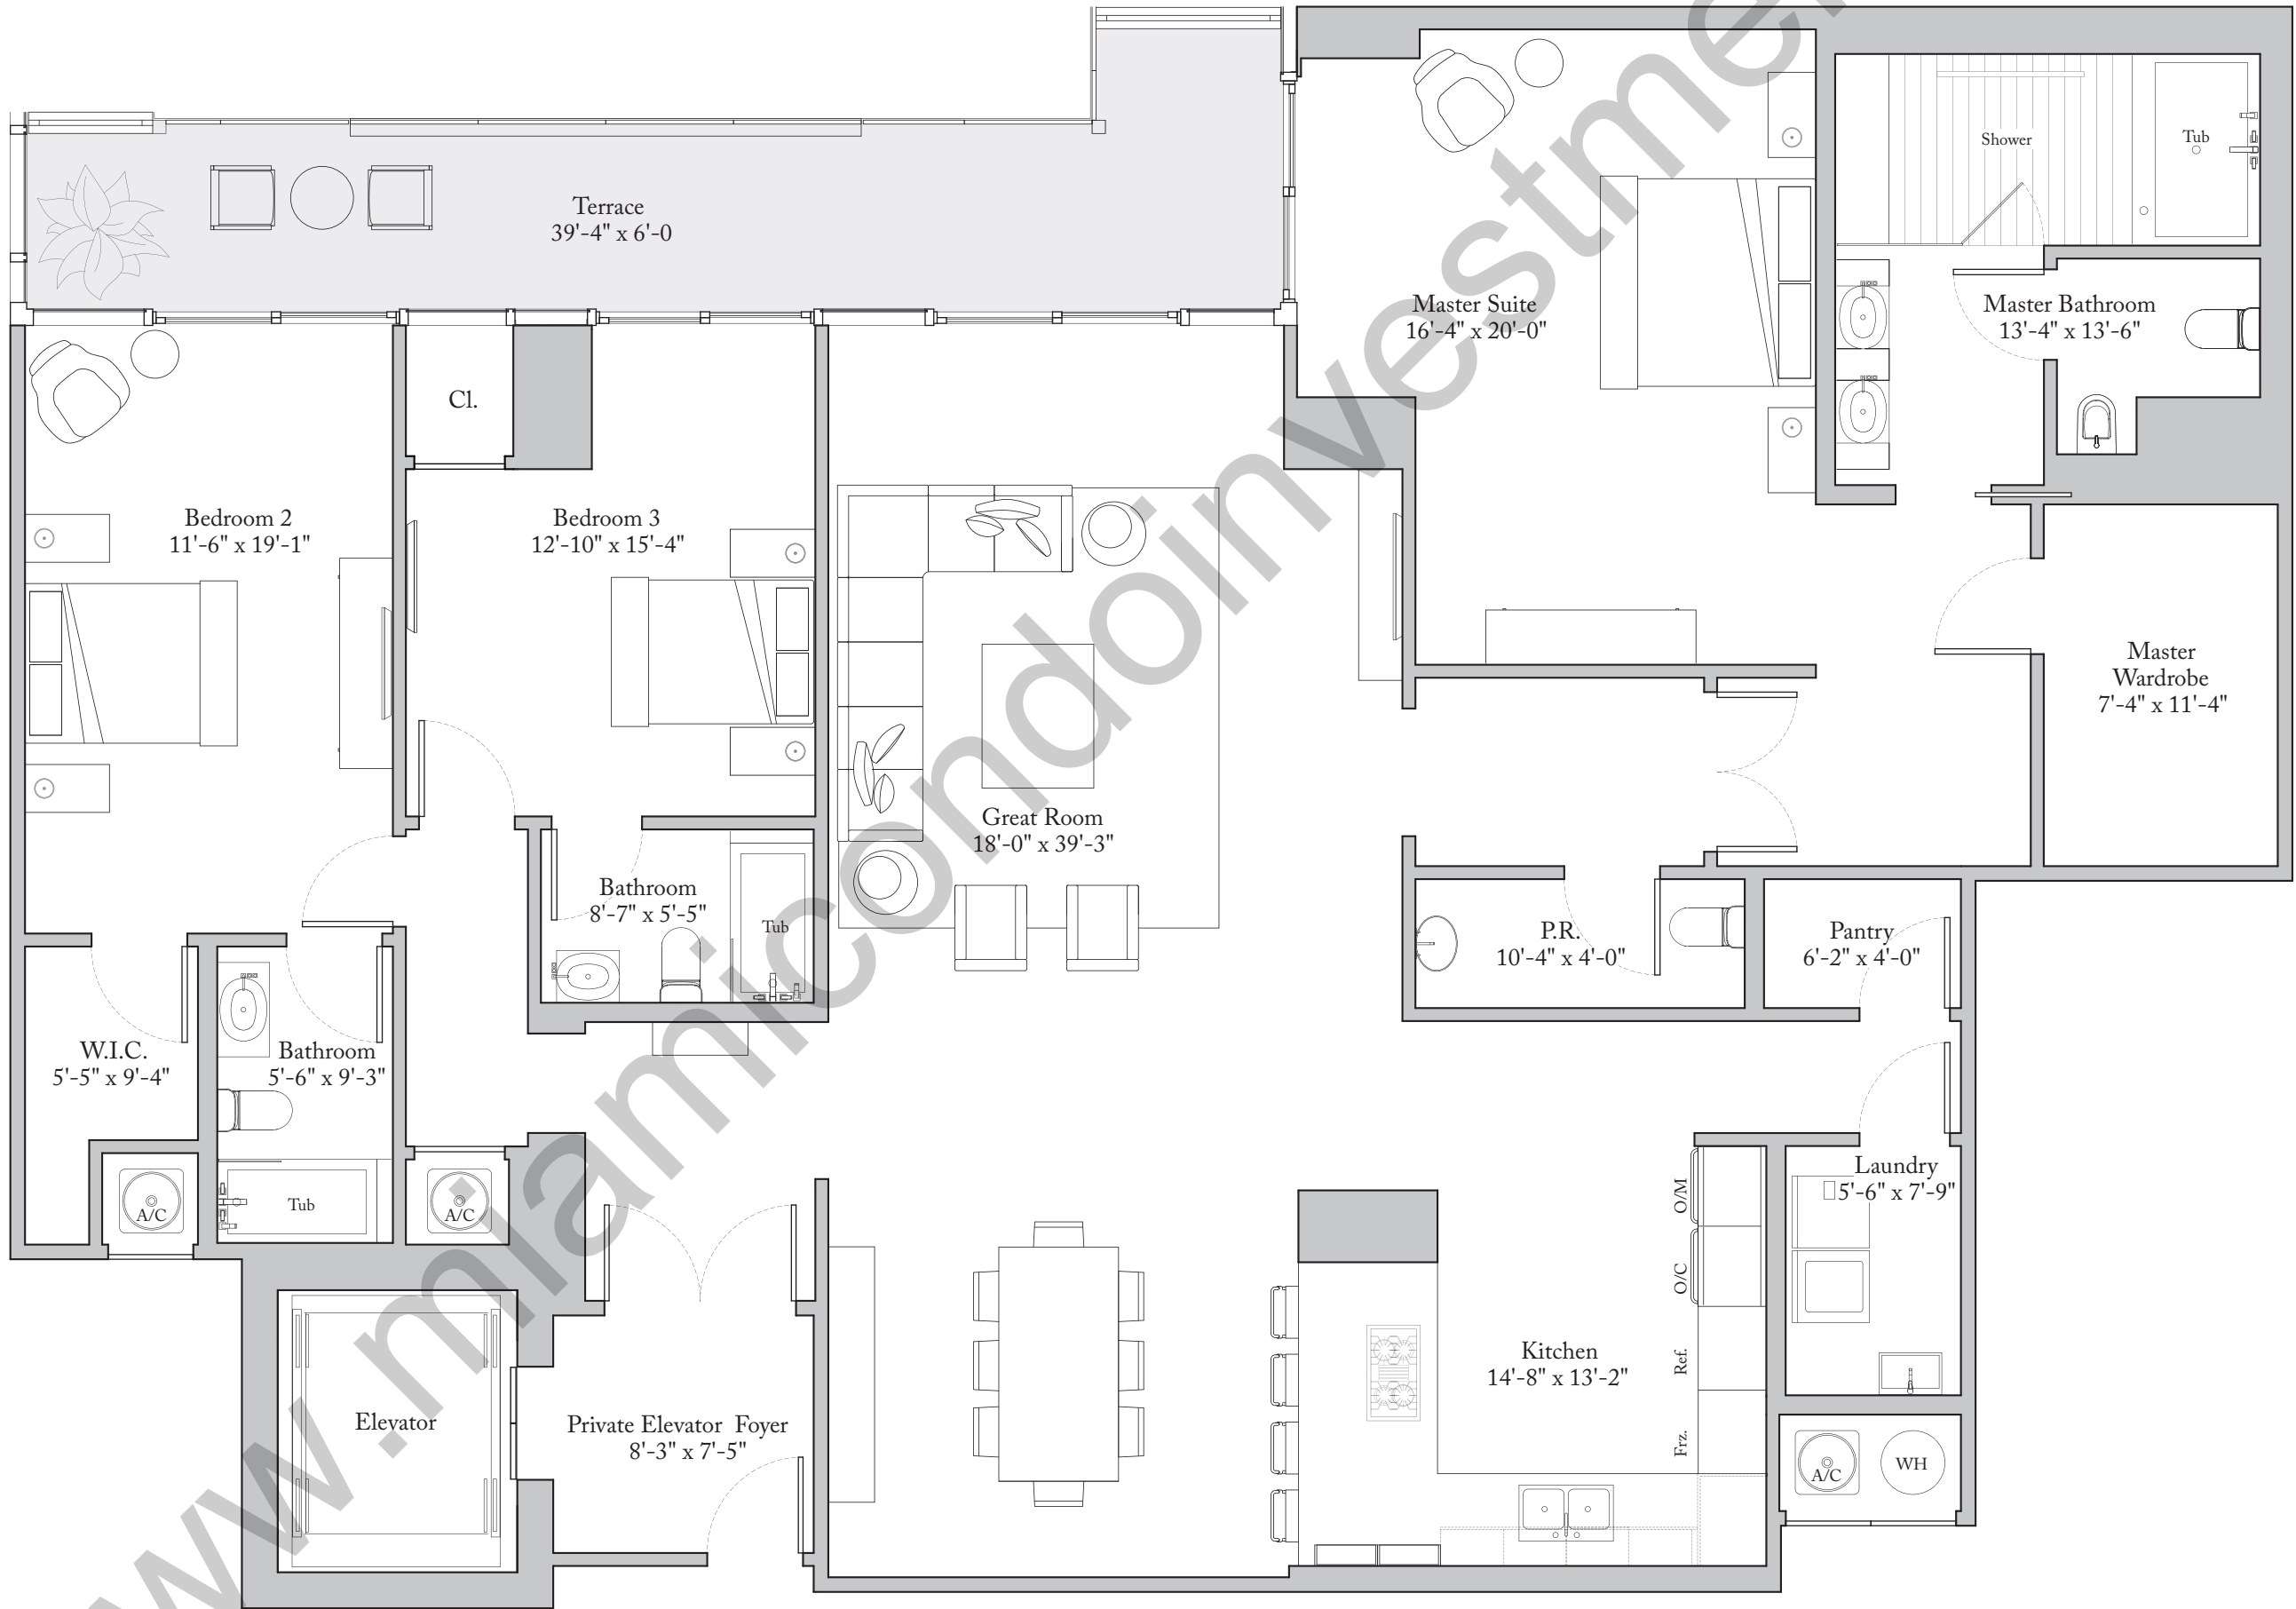 Shower
Tub
Terrace
39'-4" x 6'-0
Master Suite
16'-4" x 20'-0"
Master Bathroom
13'-4" x 13'-6"
Cl.
Bedroom 2
11'-6" x 19'-1"
Bedroom 3
12'-10" x 15'-4"
Master
Wardrobe
7'-4" x 11'-4"
Great Room
18'-0" x 39'-3"
Bathroom
8'-7" x 5'-5"
Tub
P.R.
10'-4" x 4'-0"
Pantry
6'-2" x 4'-0"
W.I.C.
5'-5" x 9'-4"
Bathroom
5'-6" x 9'-3"
Laundry
5'-6" x 7'-9"
O/M
O/C
Ref.
Frz.
Tub
A/C
A/C
Kitchen
14'-8" x 13'-2"
Elevator
Private Elevator Foyer
8'-3" x 7'-5"
A/C
WH
www.miamicondoinvestme